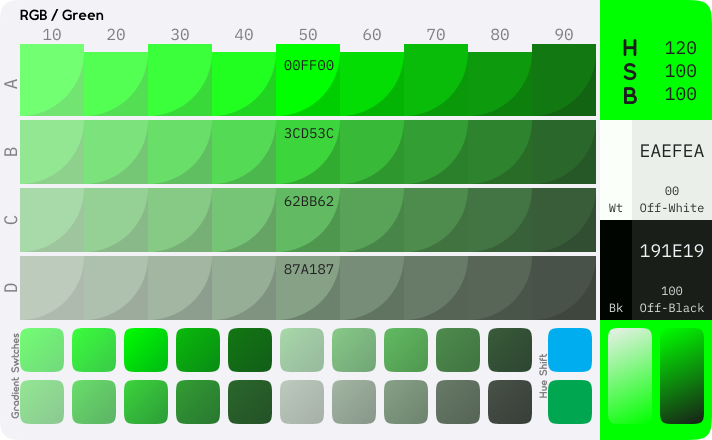 RGB / Green
10 20 30 40 50 60 70 80 90
A
00FF00
B
3CD53C
C
62BB62
D
87A187
H 120
S 100
B 100
EAEFEA
00
Wt Off-White
191E19
100
Bk Off-Black
Gradient Swtches
Hue Shift